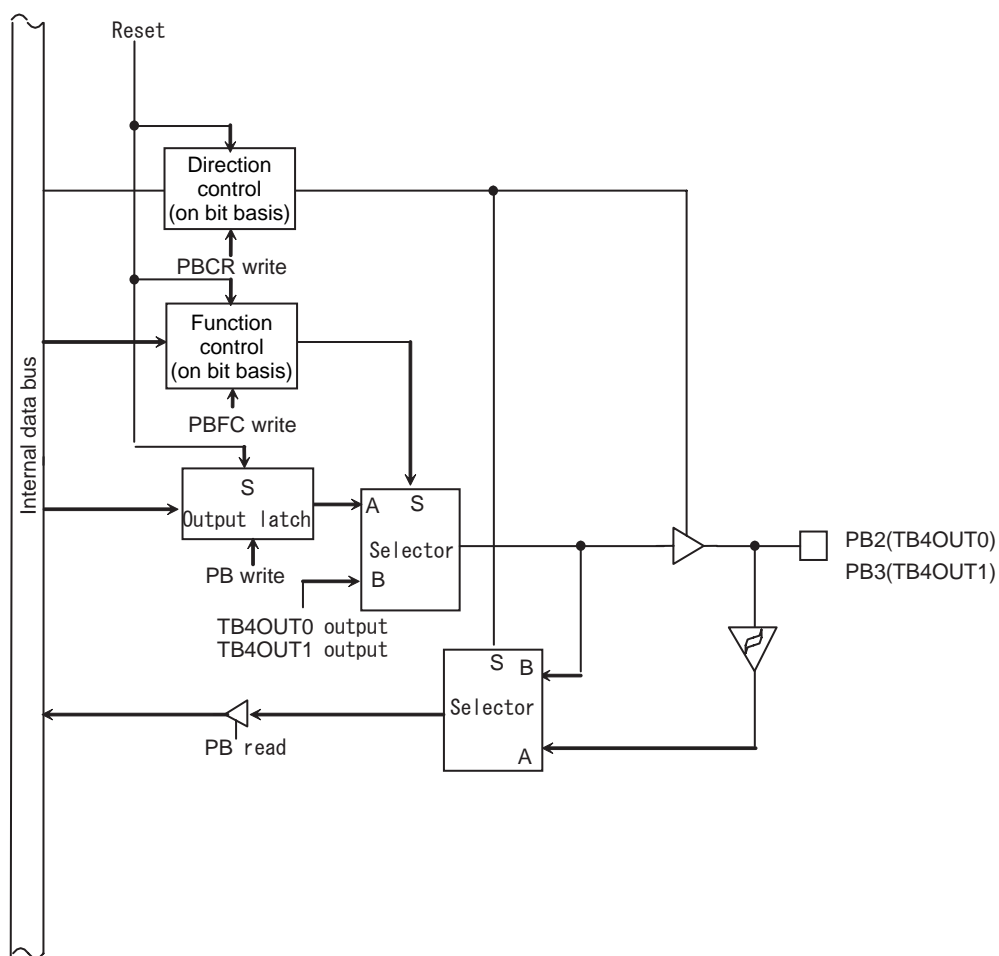 Reset
Direction
control
(on bit basis)
PBCR write
Function
control
(on bit basis)
PBFC write
Internal data bus
S
Output latch
PB write
A
S
Selector
B
TB4OUT0 output
TB4OUT1 output
PB2(TB4OUT0)
PB3(TB4OUT1)
S
B
Selector
A
PB read